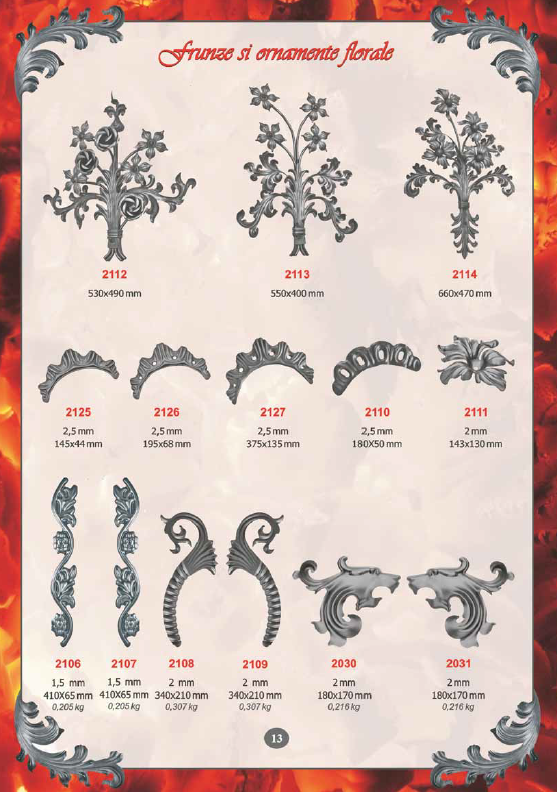 Frunze si ornamente florale
2112 2113 2114
530x490 mm 550x400 mm 660x470 mm
2125 2126 2127 2110 2111
2,5 mm 2,5 mm 2,5 mm 2,5 mm 2 mm
145x44 mm 195x68 mm 375x135 mm 180X50 mm 143x130 mm
2106 2107 2108 2109 2030 2031
1,5 mm 1,5 mm 2 mm 2 mm 2 mm 2 mm
410X65 mm 410X65 mm 340x210 mm 340x210 mm 180x170 mm 180x170 mm
0,205 kg 0,205 kg 0,307 kg 0,307 kg 0,216 kg 0,216 kg
13